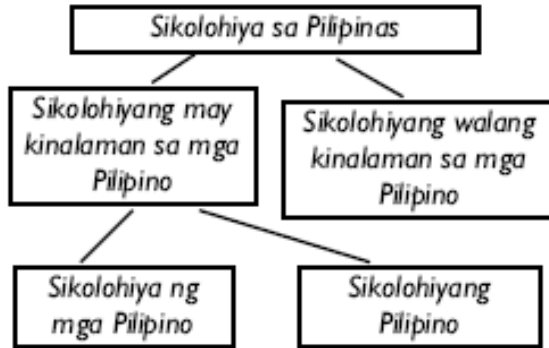 Sikolohiya sa Pilipinas
Sikolohiyang may
kinalaman sa mga
Pilipino
Sikolohiyang walang
kinalaman sa mga
Pilipino
Sikolohiya ng
mga Pilipino
Sikolohiyang
Pilipino